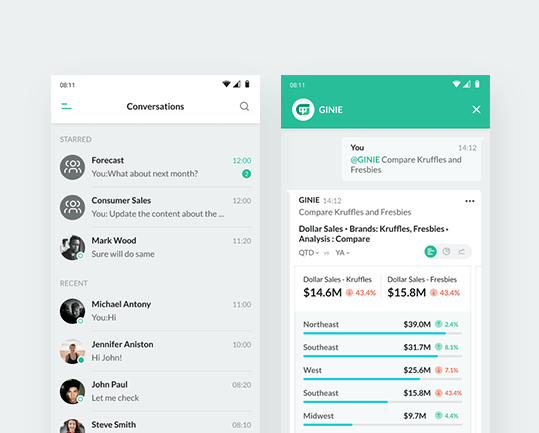 08:11
Conversations
STARRED
Forecast 12:00
You:What about next month? 2
Consumer Sales 12:00
You: Update the content about the ...
Mark Wood 11:20
Sure will do same
RECENT
Michael Antony 11:00
You:Hi
Jennifer Aniston 10:00
Hi John!
John Paul 08:20
Let me check
Steve Smith 08:10
08:11
GINIE
You 14:12
@GINIE Compare Kruffles and
Fresbies
GINIE 14:12
Compare Kruffles and Fresbies
Dollar Sales • Brands: Kruffles, Fresbies •
Analysis : Compare
QTD vs YA
Dollar Sales - Kruffles
$14.6M 43.4%
Dollar Sales - Fresbies
$15.8M 43.4%
Northeast $39.0M 2.4%
Southeast $31.7M 8.1%
West $25.6M 7.1%
Southeast $15.8M 43.4%
Midwest $9.7M 4.4%